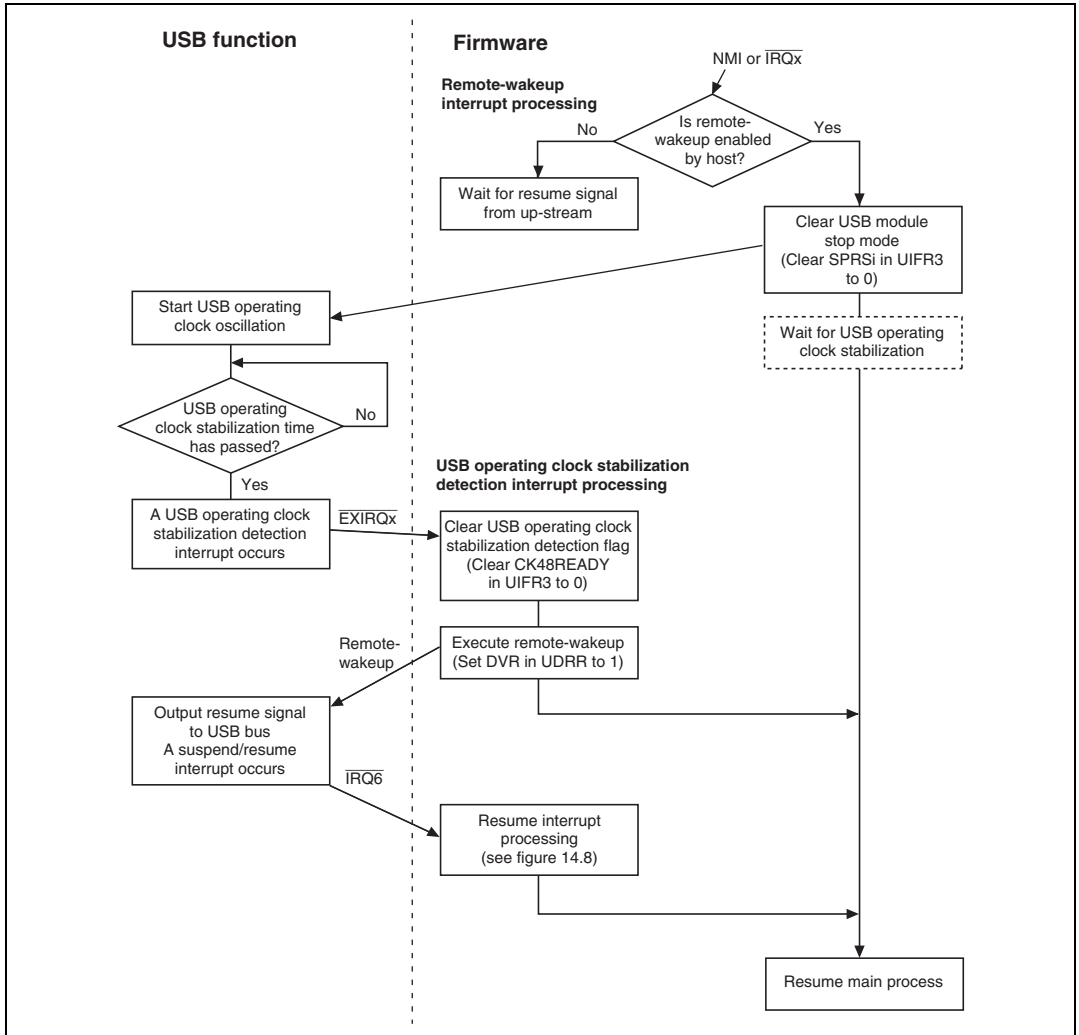 USB function
Firmware
NMI or IRQx
Remote-wakeup
interrupt processing
Is remote-
wakeup enabled
by host?
No
Yes
Wait for resume signal
from up-stream
Clear USB module
stop mode
(Clear SPRSi in UIFR3
to 0)
Start USB operating
clock oscillation
Wait for USB operating
clock stabilization
USB operating
clock stabilization time
has passed?
No
Yes
USB operating clock stabilization
detection interrupt processing
A USB operating clock
stabilization detection
interrupt occurs
EXIRQx
Clear USB operating clock
stabilization detection flag
(Clear CK48READY
in UIFR3 to 0)
Remote-
wakeup
Execute remote-wakeup
(Set DVR in UDRR to 1)
Output resume signal
to USB bus
A suspend/resume
interrupt occurs
IRQ6
Resume interrupt
processing
(see figure 14.8)
Resume main process